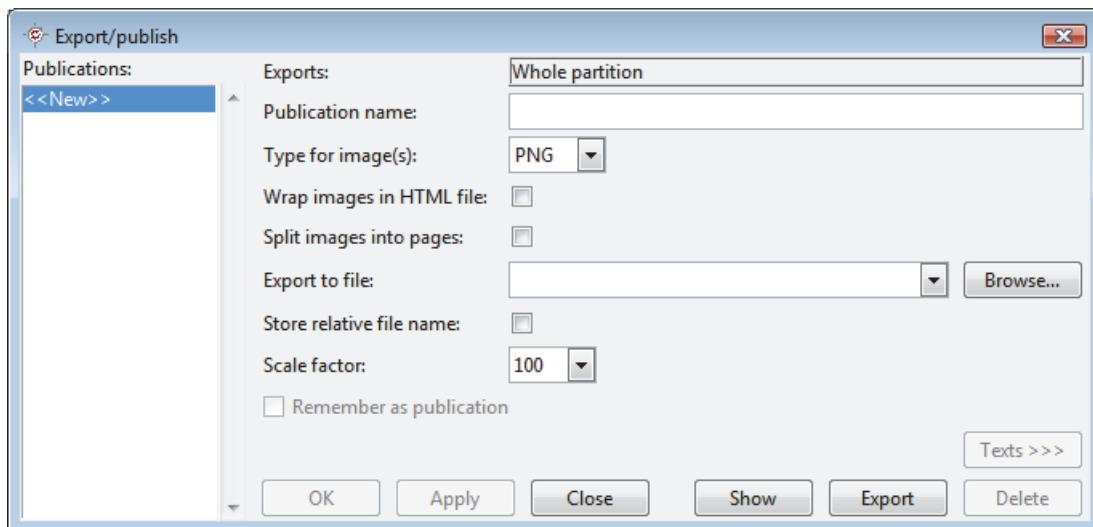 Export/publish
Publications:
<<New>>
Exports: Whole partition
Publication name:
Type for image(s): PNG
Wrap images in HTML file:
Split images into pages:
Export to file: Browse...
Store relative file name:
Scale factor: 100
Remember as publication
Texts >>>
OK Apply Close Show Export Delete